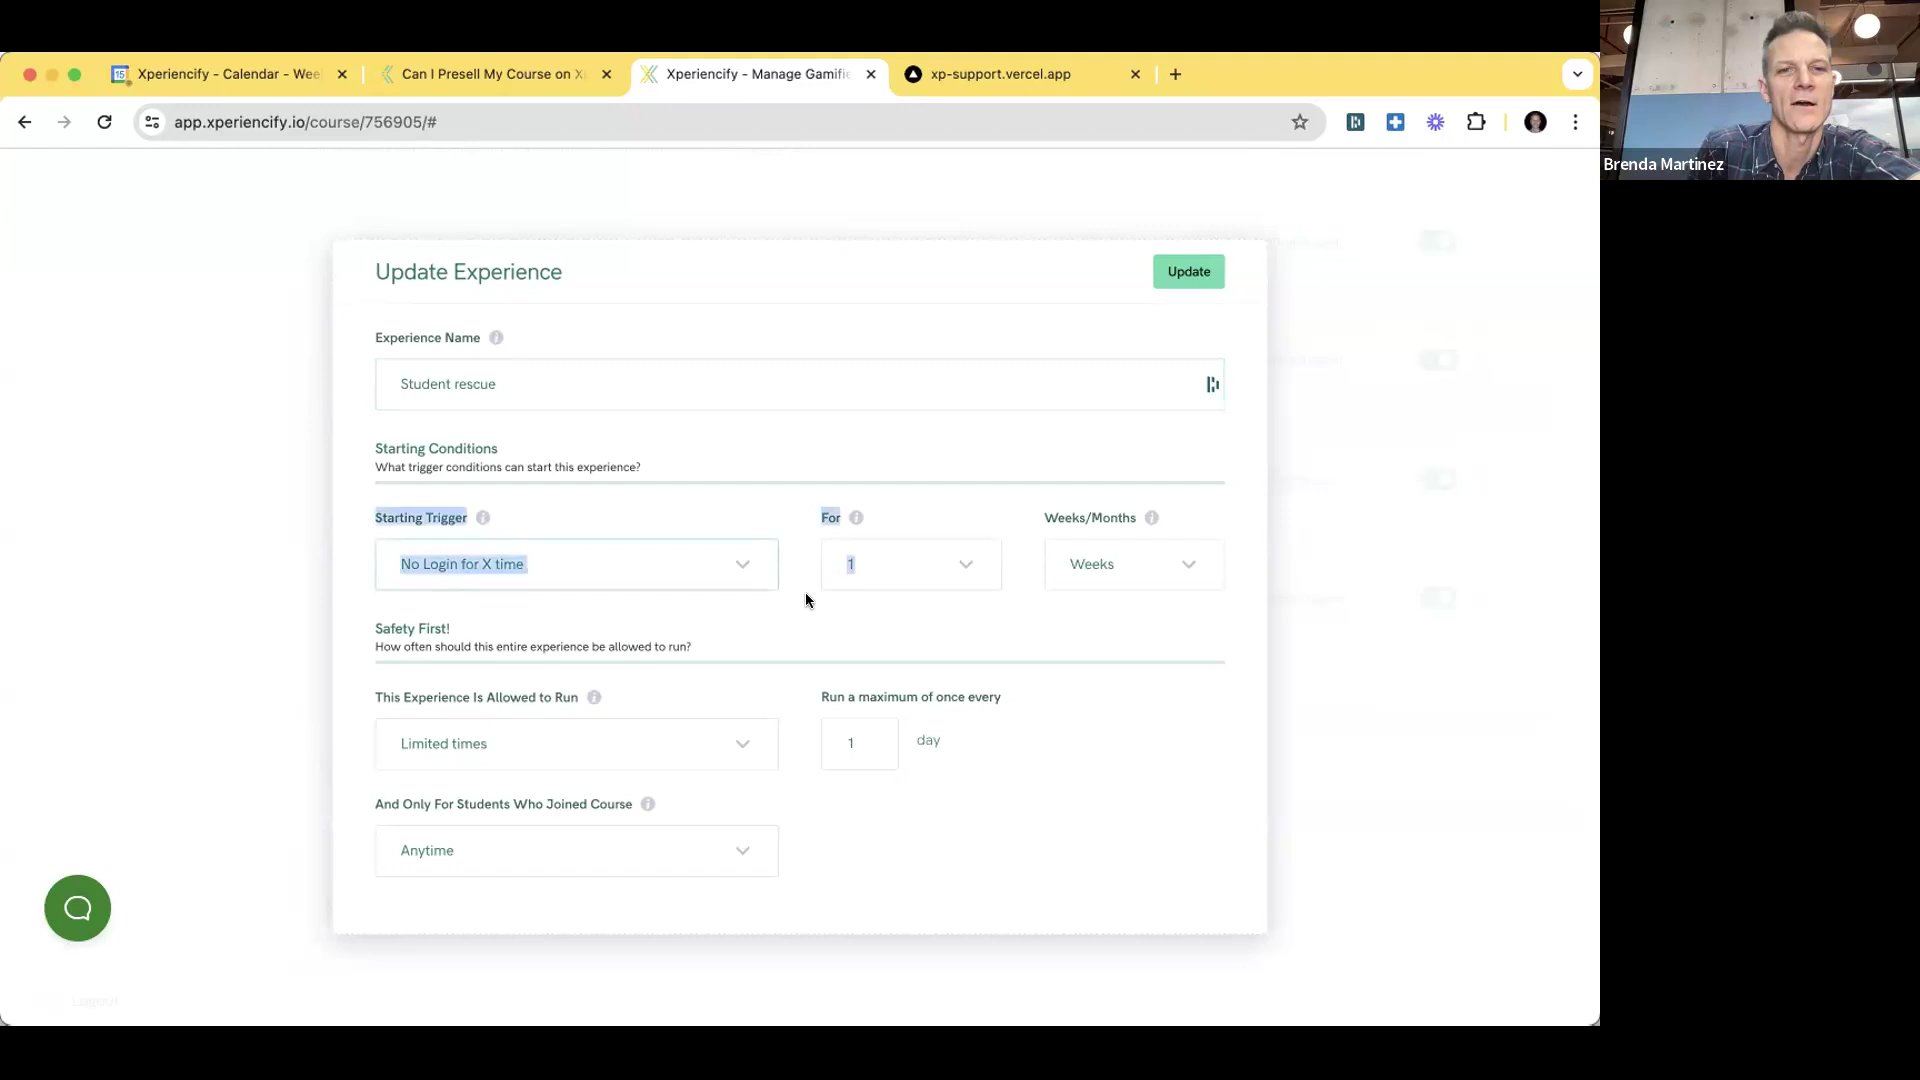 Xperiencify - Calendar - Wee
Can I Presell My Course on X
Xperiencify - Manage Gamifi
xp-support.vercel.app
app.xperiencify.io/course/756905/#
Brenda Martinez
Update Experience
Update
Experience Name
Student rescue
Starting Conditions
What trigger conditions can start this experience?
Starting Trigger
For
Weeks/Months
No Login for X time
1
Weeks
Safety First!
How often should this entire experience be allowed to run?
This Experience Is Allowed to Run
Run a maximum of once every
Limited times
1
day
And Only For Students Who Joined Course
Anytime
Logout